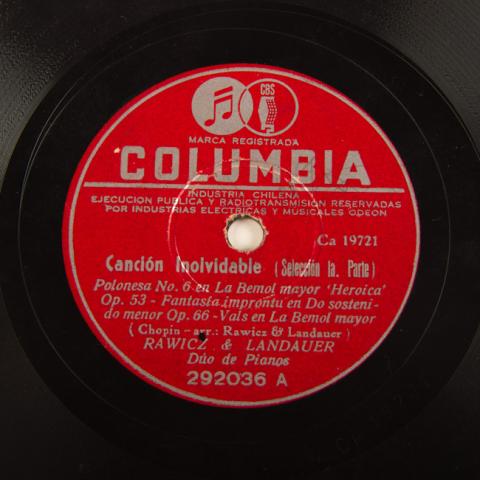 CBS
MARCA REGISTRADA
COLUMBIA
INDUSTRIA CHILENA
EJECUCION PUBLICA Y RADIOTRANSMISION RESERVADAS
POR INDUSTRIAS ELECTRICAS Y MUSICALES ODEON
Ca 19721
Canción Inolvidable (Selección 1a. Parte)
Polonesa No. 6 en La Bemol mayor 'Heroica'
Op. 53 - Fantasia impromtu en Do sosteni-
do menor Op. 66 - Vals en La Bemol mayor
(Chopin - arr.: Rawicz & Landauer)
RAWICZ & LANDAUER
Dúo de Pianos
292036 A